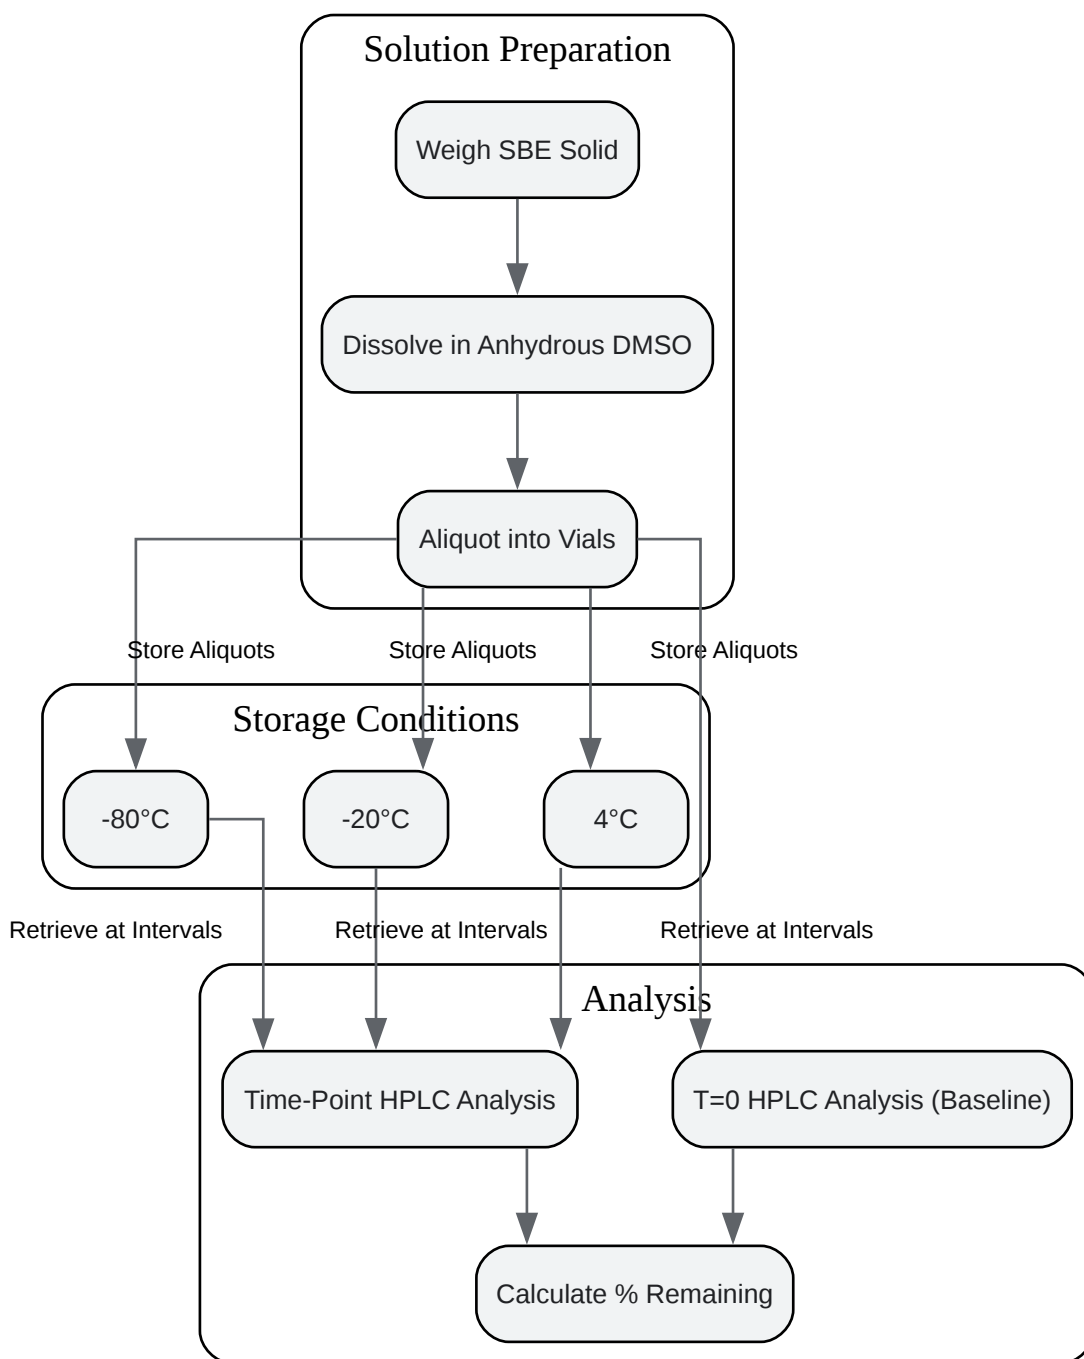 Solution Preparation
Weigh SBE Solid
Dissolve in Anhydrous DMSO
Aliquot into Vials
Store Aliquots
Store Aliquots
Store Aliquots
Storage Conditions
-80°C
-20°C
4°C
Retrieve at Intervals
Retrieve at Intervals
Retrieve at Intervals
Analysis
Time-Point HPLC Analysis
T=0 HPLC Analysis (Baseline)
Calculate % Remaining